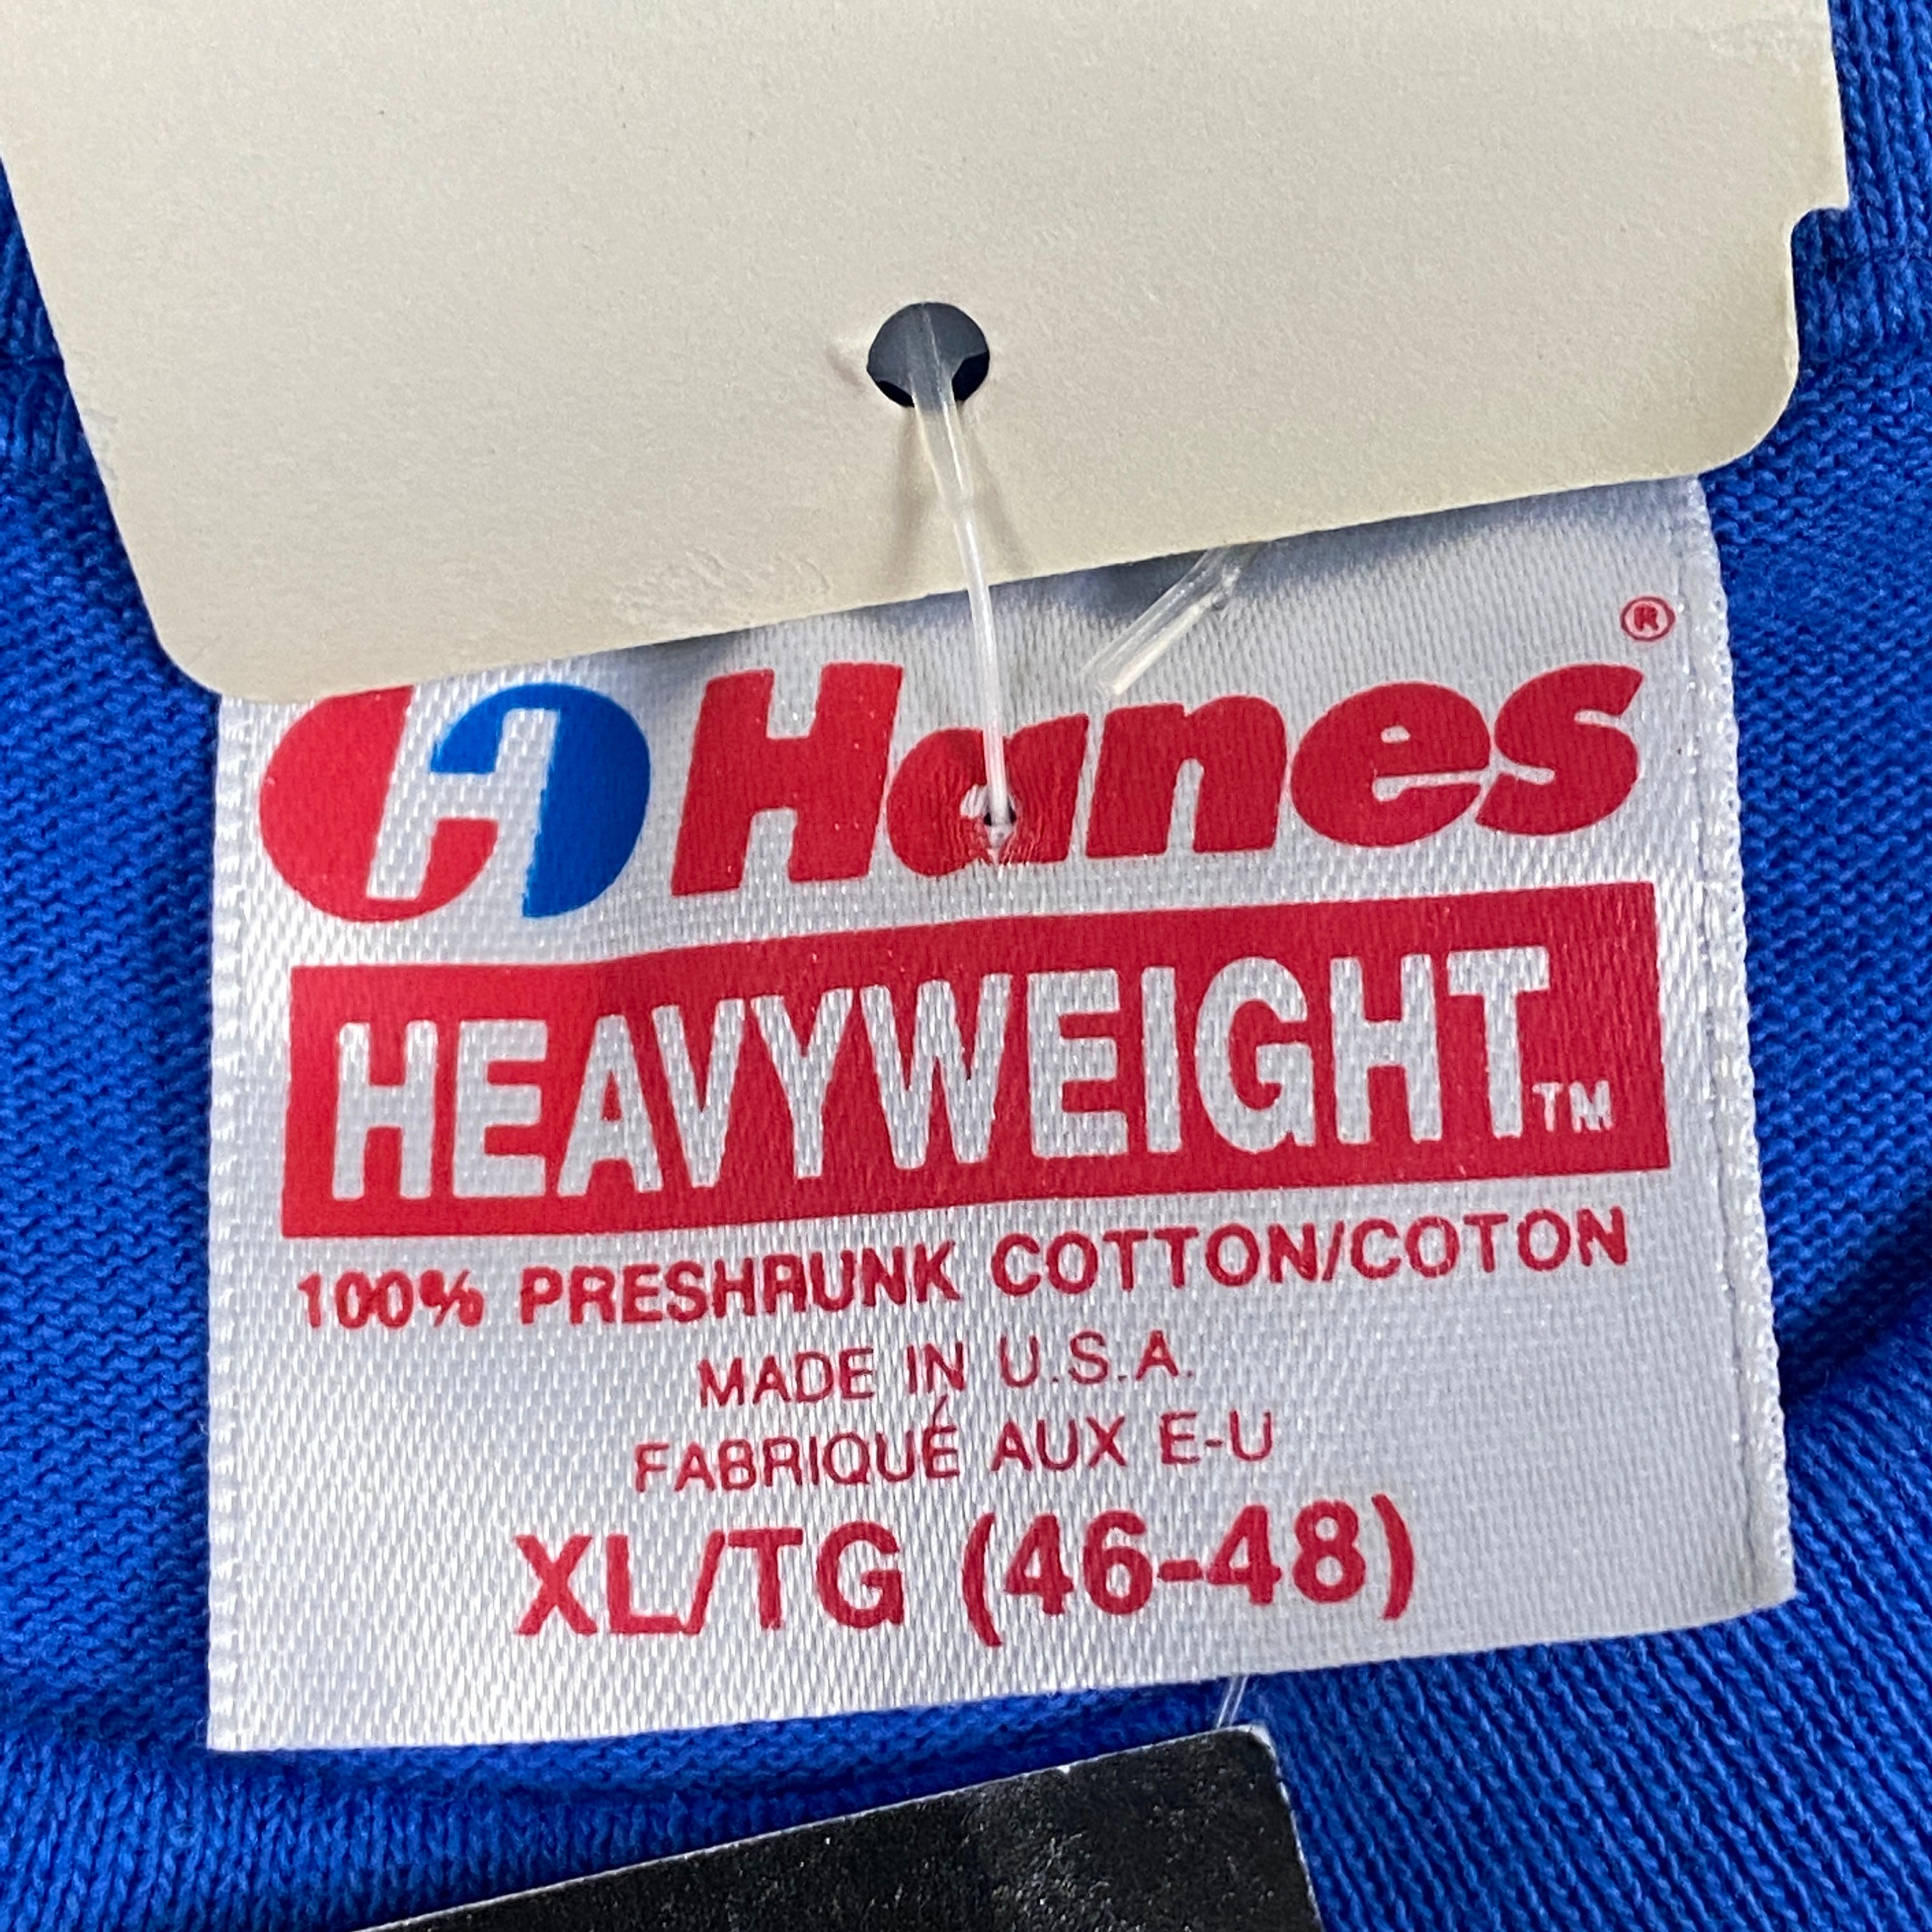 Hanes®
HEAVYWEIGHT™
100% PRESHRUNK COTTON/COTON
MADE IN U.S.A.
FABRIQUÉ AUX E-U
XL/TG (46-48)